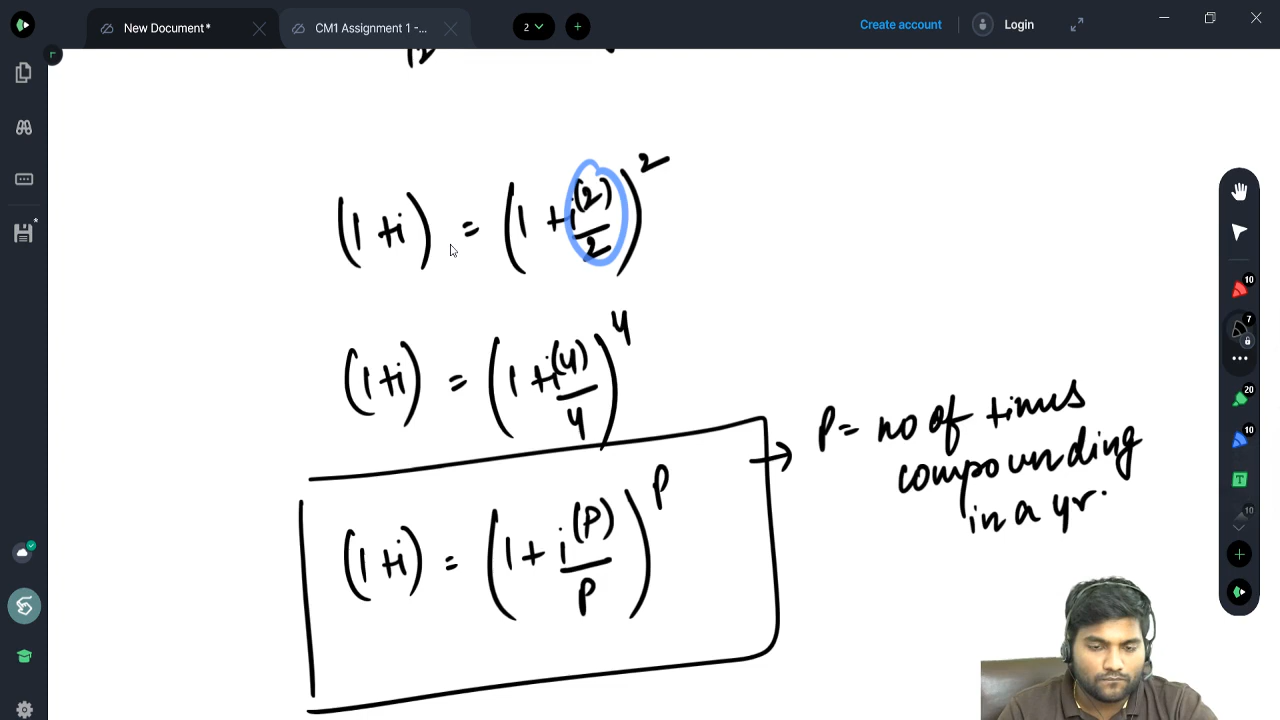 New Document*
CM1 Assignment 1 -...
2
Create account
Login
12
(1+i) = (1 + i^(2)/2)^2
(1+i) = (1 + i^(4)/4)^4
(1+i) = (1 + i^(P)/P)^P
→ P = no of times
compounding
in a yr.
10
7
20
10
T
10